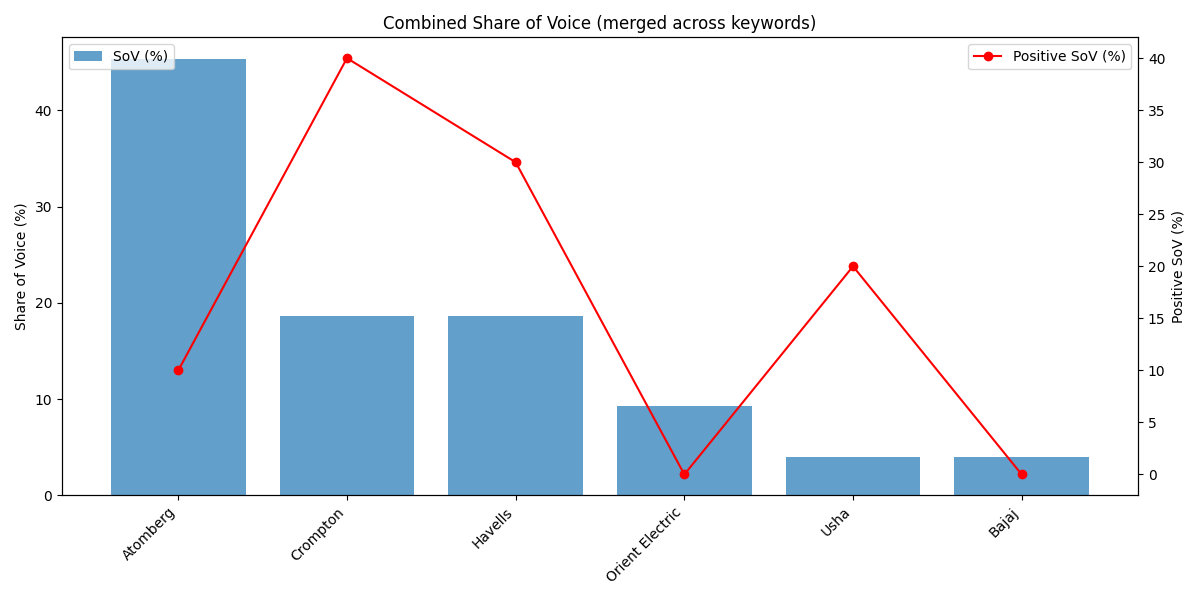 Combined Share of Voice (merged across keywords)
SoV (%)
Positive SoV (%)
Share of Voice (%)
40
30
20
10
0
40
35
30
25
20
15
10
5
0
Positive SoV (%)
Atomberg
Crompton
Havells
Orient Electric
Usha
Bajaj